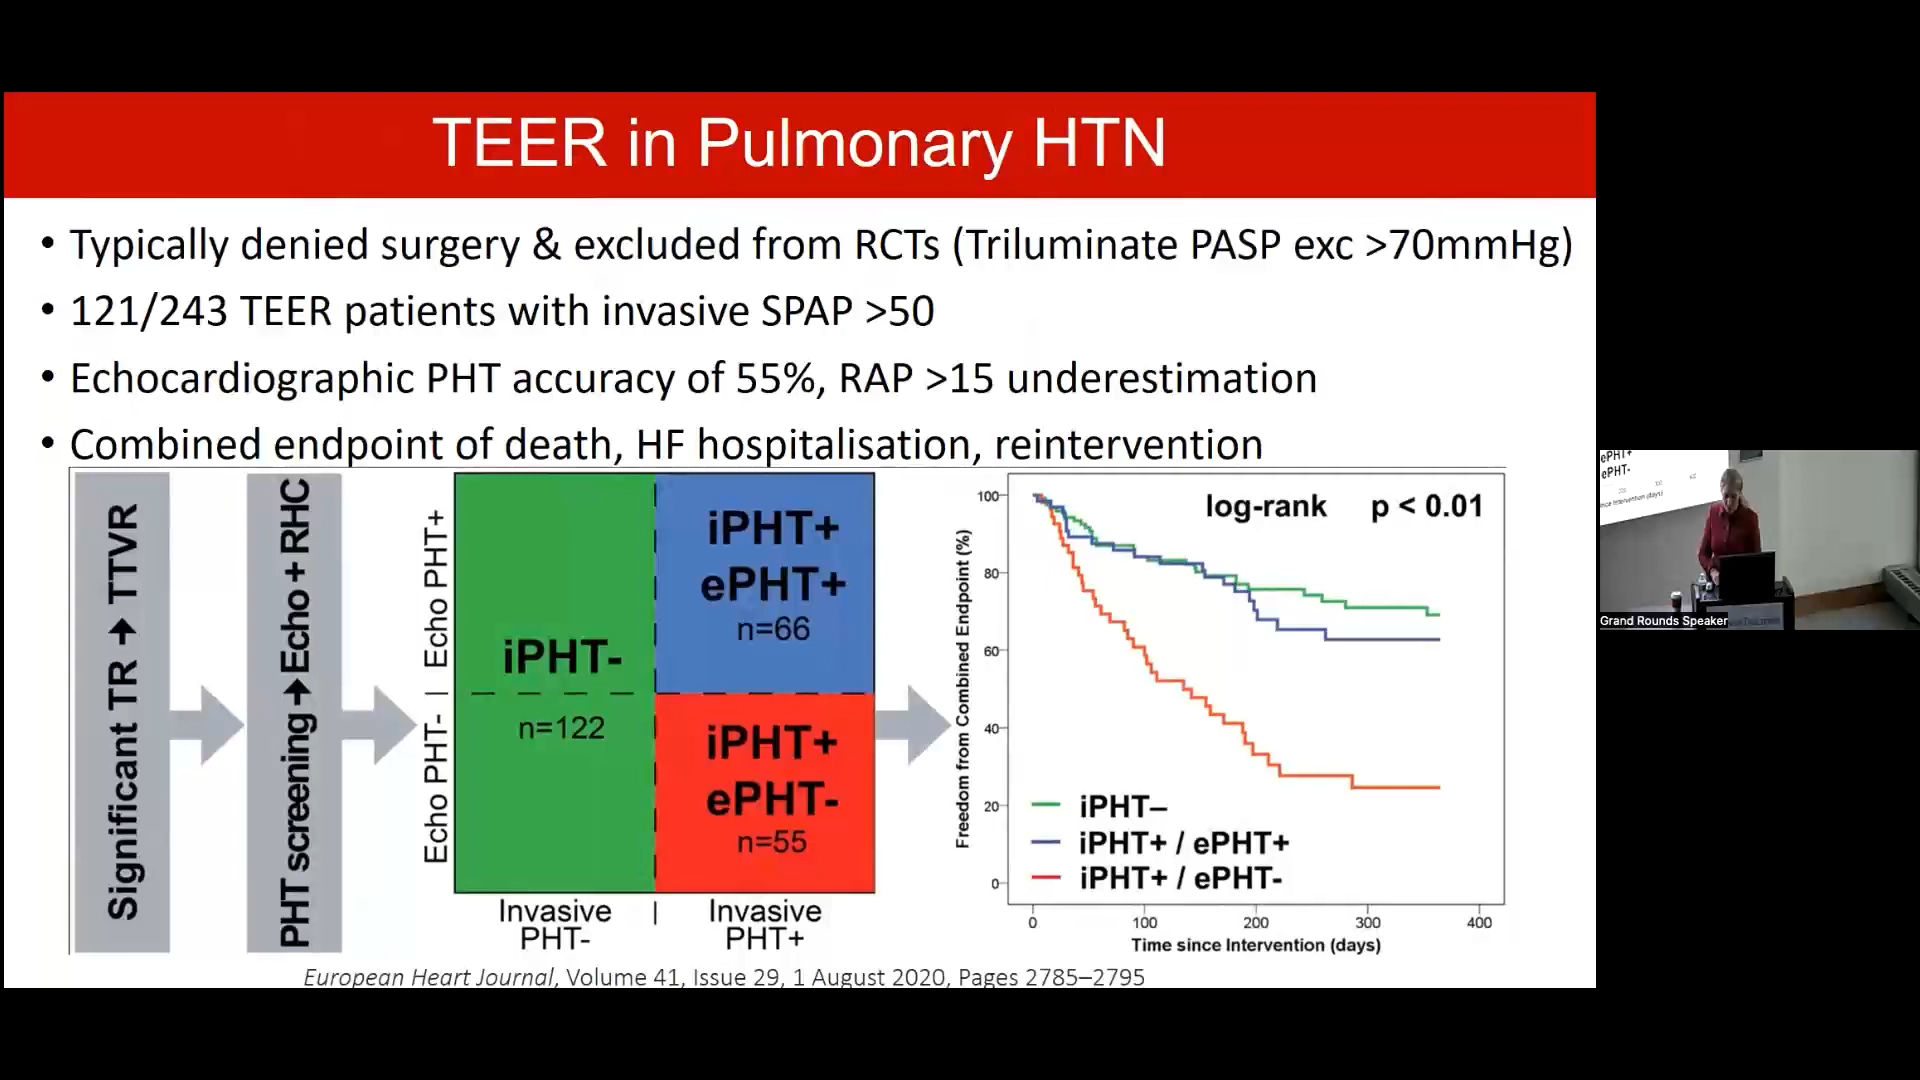 TEER in Pulmonary HTN
• Typically denied surgery & excluded from RCTs (Triluminate PASP exc >70mmHg)
• 121/243 TEER patients with invasive SPAP >50
• Echocardiographic PHT accuracy of 55%, RAP >15 underestimation
• Combined endpoint of death, HF hospitalisation, reintervention
Significant TR → TTVR
PHT screening → Echo + RHC
Echo PHT- | Echo PHT+
iPHT-
n=122
iPHT+
ePHT+
n=66
iPHT+
ePHT-
n=55
Invasive
PHT-
|
Invasive
PHT+
Freedom from Combined Endpoint (%)
log-rank p < 0.01
100
80
60
40
20
0
iPHT–
iPHT+ / ePHT+
iPHT+ / ePHT-
0 100 200 300 400
Time since Intervention (days)
European Heart Journal, Volume 41, Issue 29, 1 August 2020, Pages 2785–2795
ePHT+
ePHT-
Grand Rounds Speaker